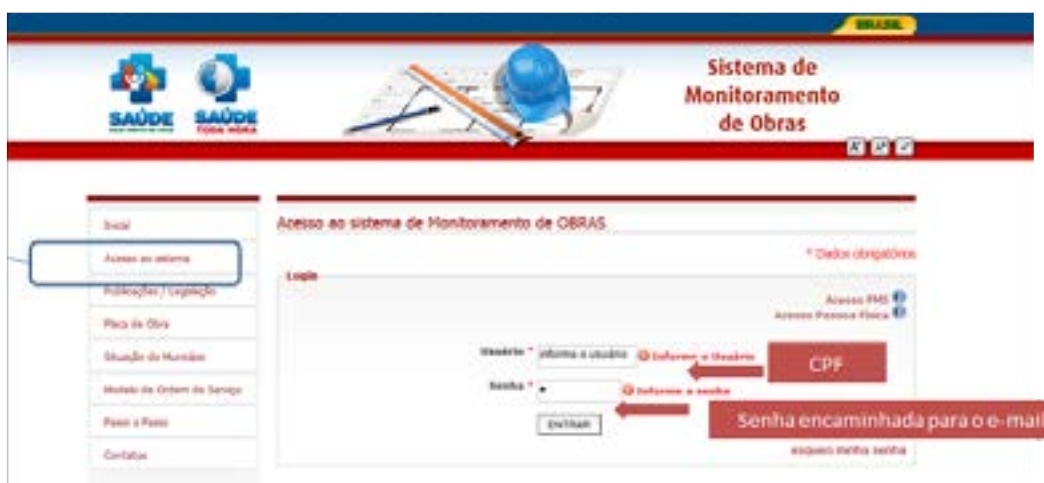 BRASIL
Sistema de
Monitoramento
de Obras
SAÚDE
SAÚDE
TODA HORA
Inicial
Acesso ao sistema
Publicações / Legislação
Placa de Obra
Situação do Município
Modelo de Ordem de Serviço
Passo a Passo
Contatos
Acesso ao sistema de Monitoramento de OBRAS
* Dados obrigatórios
Login
Acesso FMS
Acesso Pessoa Física
Usuário * informe o usuário Informe o Usuário
CPF
Senha * Informe a senha
Senha encaminhada para o e-mail
ENTRAR
esqueci minha senha